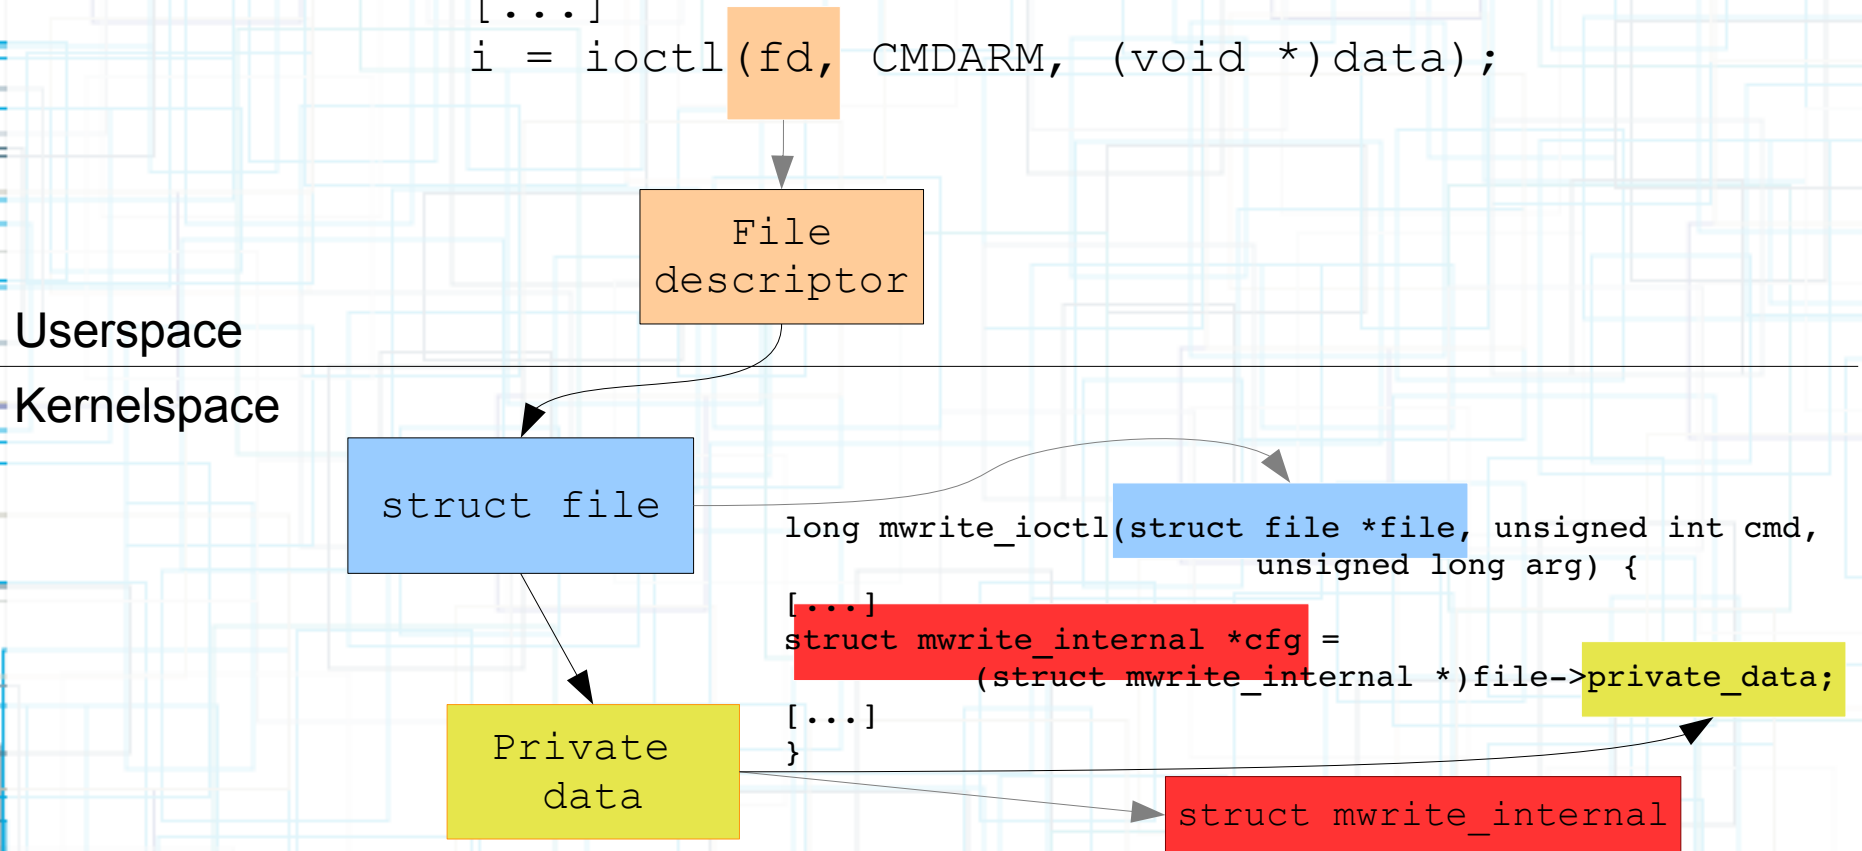 [...]
i = ioctl(fd, CMDARM, (void *)data);
File
descriptor
Userspace
Kernelspace
struct file
long mwrite_ioctl(struct file *file, unsigned int cmd,
unsigned long arg) {
[...]
struct mwrite_internal *cfg =
(struct mwrite_internal *)file->private_data;
[...]
}
Private
data
struct mwrite_internal